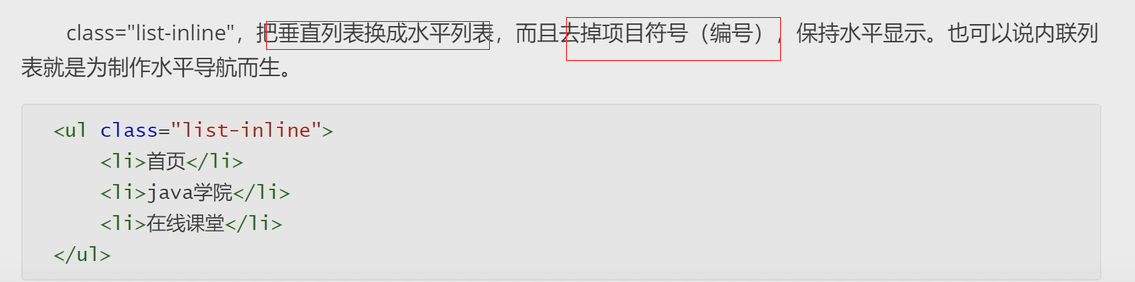 class="list-inline"，把垂直列表换成水平列表，而且去掉项目符号（编号），保持水平显示。也可以说内联列
表就是为制作水平导航而生。
<ul class="list-inline">
    <li>首页</li>
    <li>java学院</li>
    <li>在线课堂</li>
</ul>